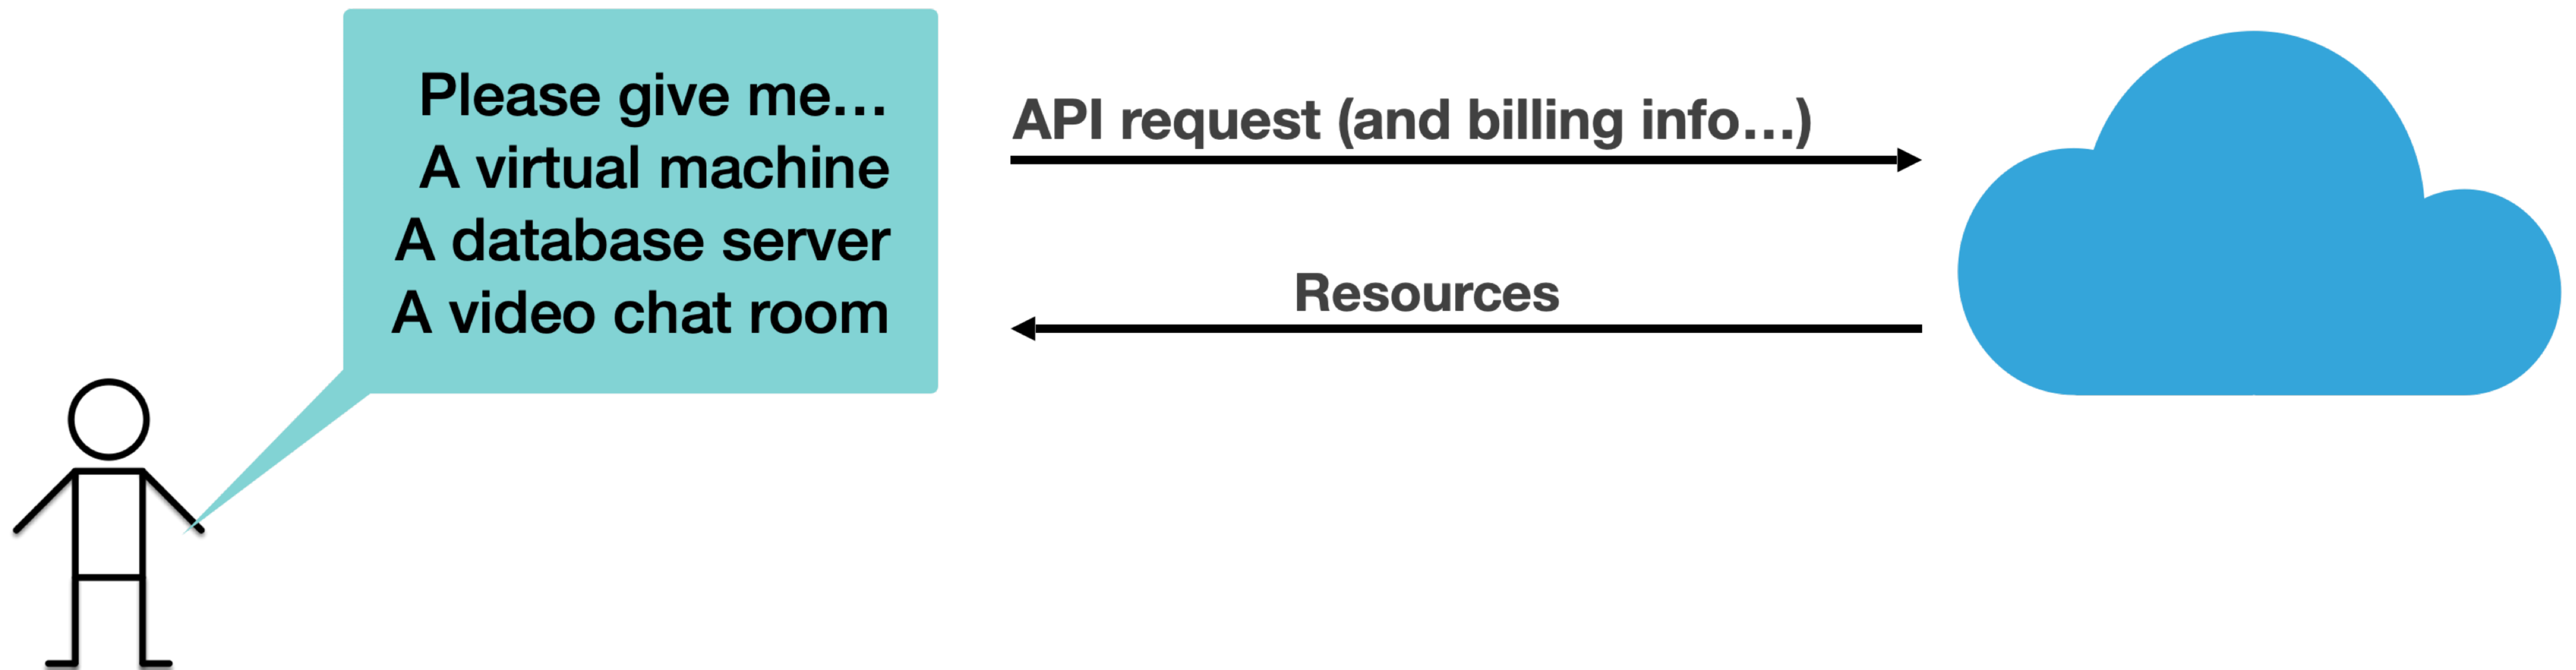 Please give me…
A virtual machine
A database server
A video chat room
API request (and billing info…)
Resources